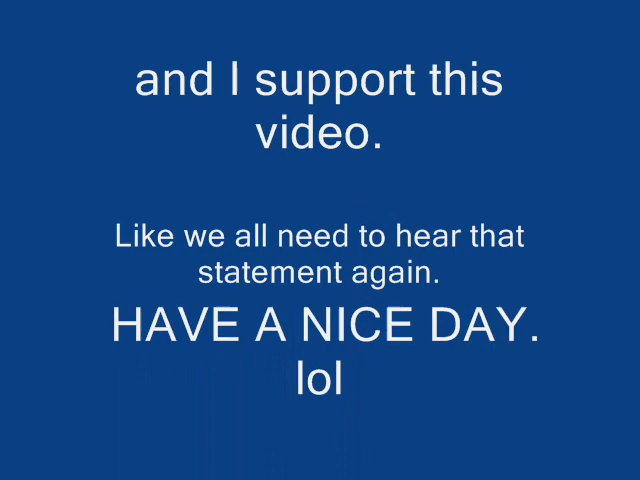 and I support this
video.
Like we all need to hear that
statement again.
HAVE A NICE DAY.
lol